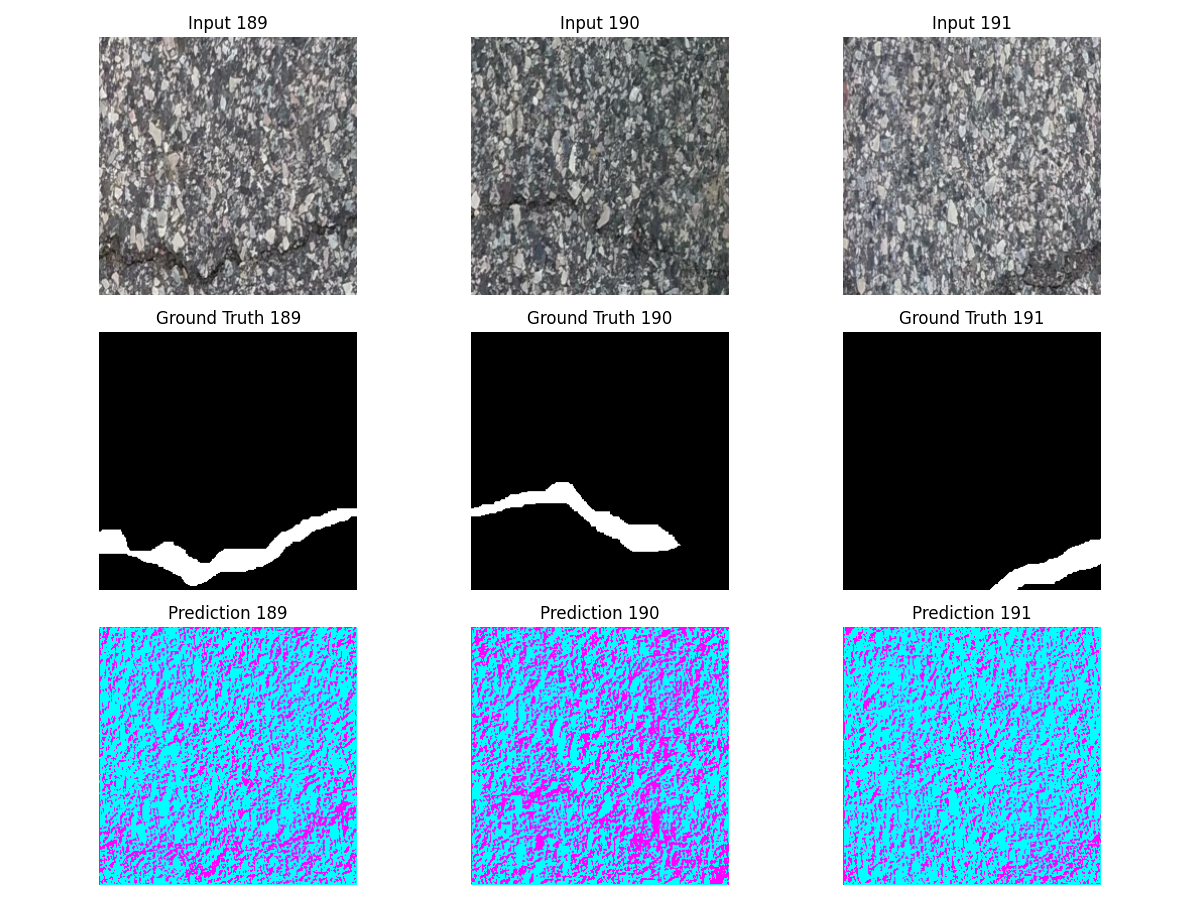 Input 189
Input 190
Input 191
Ground Truth 189
Ground Truth 190
Ground Truth 191
Prediction 189
Prediction 190
Prediction 191